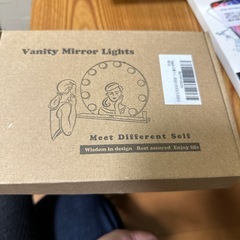 Vanity Mirror Lights
Meet Different Self
Wisdom in design Rest assured Enjoy life